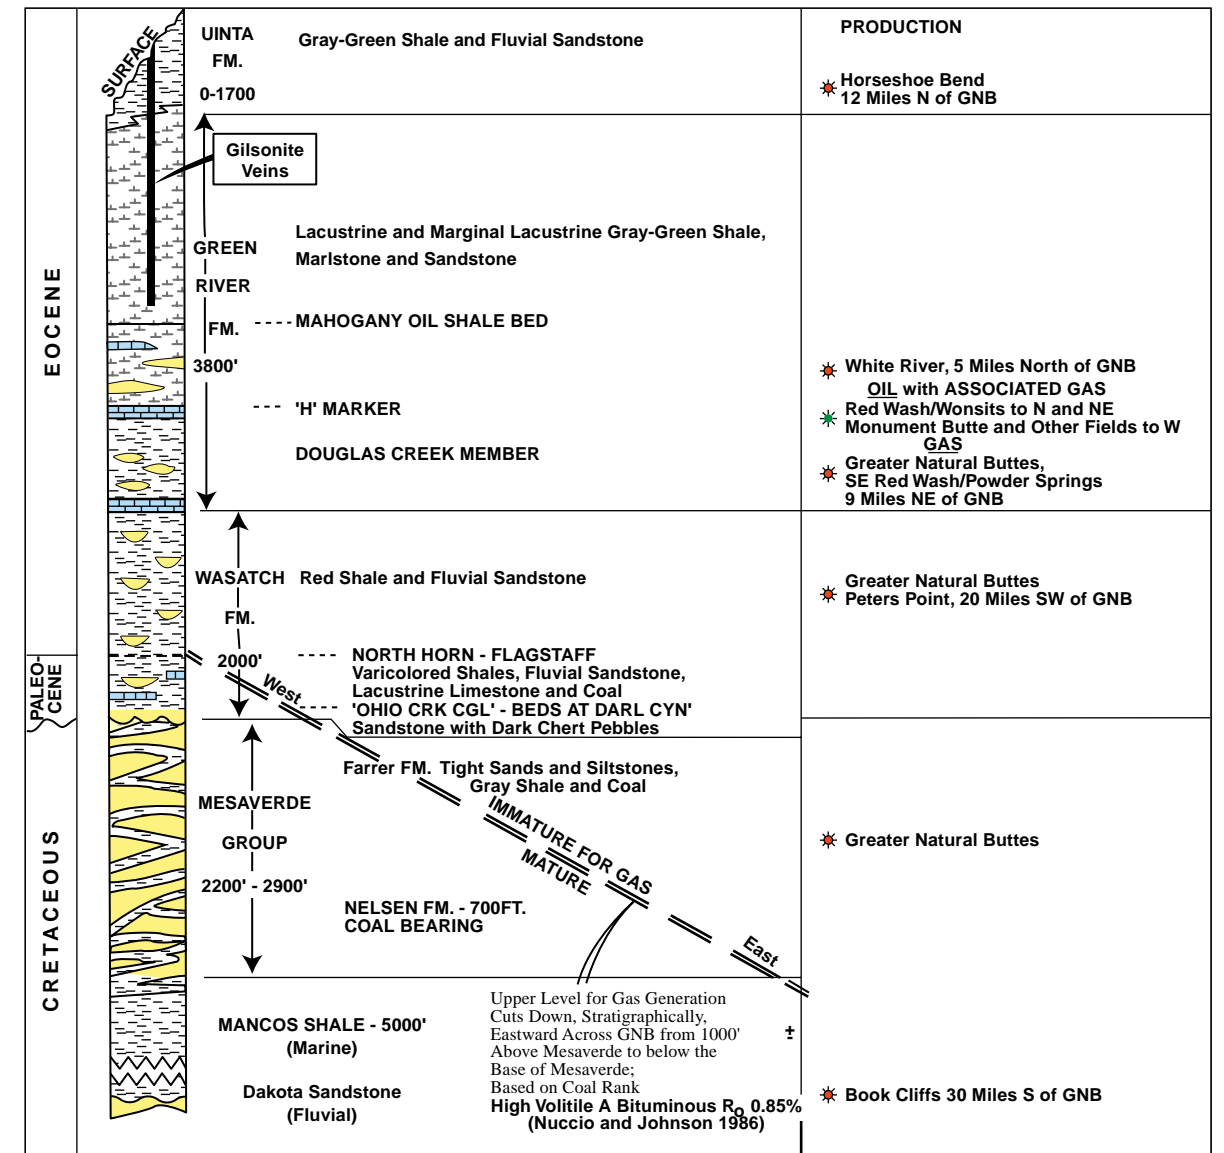 PRODUCTION
SURFACE
UINTA
FM.
0-1700
Gray-Green Shale and Fluvial Sandstone
Horseshoe Bend
12 Miles N of GNB
Gilsonite
Veins
EOCENE
GREEN
RIVER
FM.
3800'
Lacustrine and Marginal Lacustrine Gray-Green Shale,
Marlstone and Sandstone
MAHOGANY OIL SHALE BED
'H' MARKER
DOUGLAS CREEK MEMBER
White River, 5 Miles North of GNB
OIL with ASSOCIATED GAS
Red Wash/Wonsits to N and NE
Monument Butte and Other Fields to W
GAS
Greater Natural Buttes,
SE Red Wash/Powder Springs
9 Miles NE of GNB
WASATCH
FM.
2000'
Red Shale and Fluvial Sandstone
Greater Natural Buttes
Peters Point, 20 Miles SW of GNB
PALEO-
CENE
NORTH HORN - FLAGSTAFF
Varicolored Shales, Fluvial Sandstone,
Lacustrine Limestone and Coal
'OHIO CRK CGL' - BEDS AT DARL CYN'
Sandstone with Dark Chert Pebbles
West
CRETACEOUS
MESAVERDE
GROUP
2200' - 2900'
Farrer FM. Tight Sands and Siltstones,
Gray Shale and Coal
IMMATURE FOR GAS
MATURE
East
NELSEN FM. - 700FT.
COAL BEARING
Greater Natural Buttes
MANCOS SHALE - 5000'
(Marine)
Dakota Sandstone
(Fluvial)
Upper Level for Gas Generation
Cuts Down, Stratigraphically,
Eastward Across GNB from 1000' ±
Above Mesaverde to below the
Base of Mesaverde;
Based on Coal Rank
High Volitile A Bituminous Ro 0.85%
(Nuccio and Johnson 1986)
Book Cliffs 30 Miles S of GNB